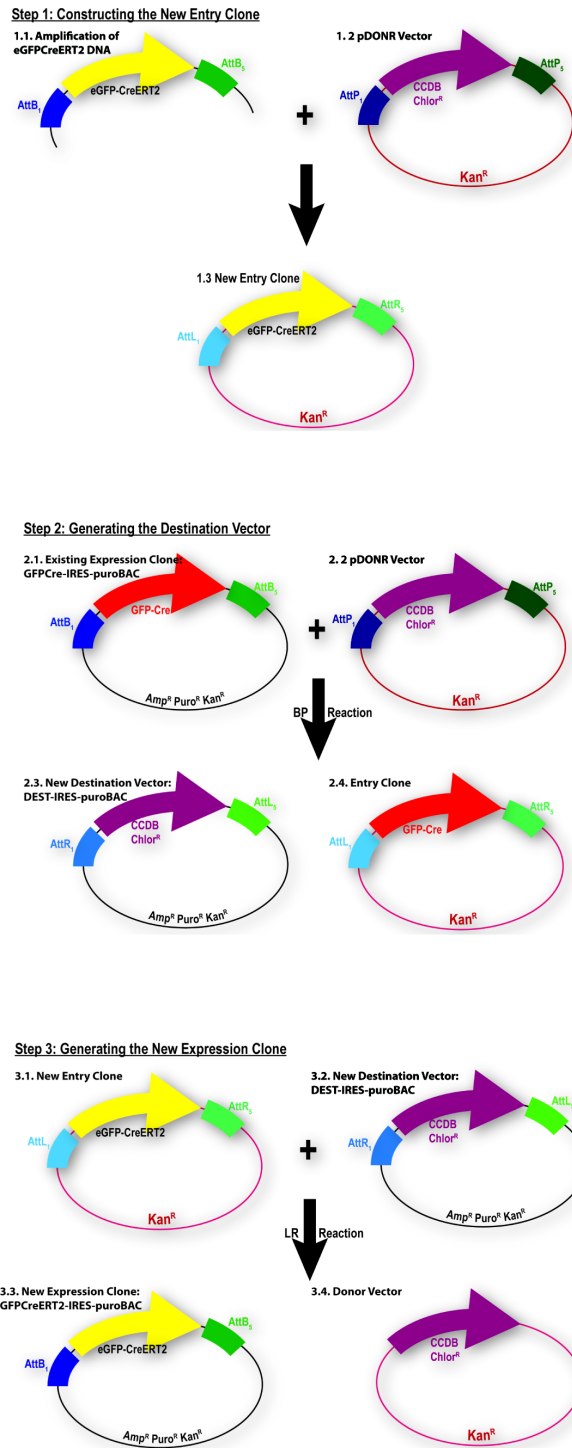 Step 1: Constructing the New Entry Clone
1.1. Amplification of
eGFPCreERT2 DNA
AttB1
eGFP-CreERT2
AttB5
+
1. 2 pDONR Vector
AttP1
CCDB
ChlorR
AttP5
KanR
1.3 New Entry Clone
AttL1
eGFP-CreERT2
AttR5
KanR
Step 2: Generating the Destination Vector
2.1. Existing Expression Clone:
GFPCre-IRES-puroBAC
AttB1
GFP-Cre
AttB5
AmpR PuroR KanR
+
2. 2 pDONR Vector
AttP1
CCDB
ChlorR
AttP5
KanR
BP Reaction
2.3. New Destination Vector:
DEST-IRES-puroBAC
AttR1
CCDB
ChlorR
AttL5
AmpR PuroR KanR
2.4. Entry Clone
AttL1
GFP-Cre
AttR5
KanR
Step 3: Generating the New Expression Clone
3.1. New Entry Clone
AttL1
eGFP-CreERT2
AttR5
KanR
+
3.2. New Destination Vector:
DEST-IRES-puroBAC
AttR1
CCDB
ChlorR
AttL
AmpR PuroR KanR
LR Reaction
3.3. New Expression Clone:
GFPCreERT2-IRES-puroBAC
AttB1
eGFP-CreERT2
AttB5
AmpR PuroR KanR
3.4. Donor Vector
CCDB
ChlorR
KanR